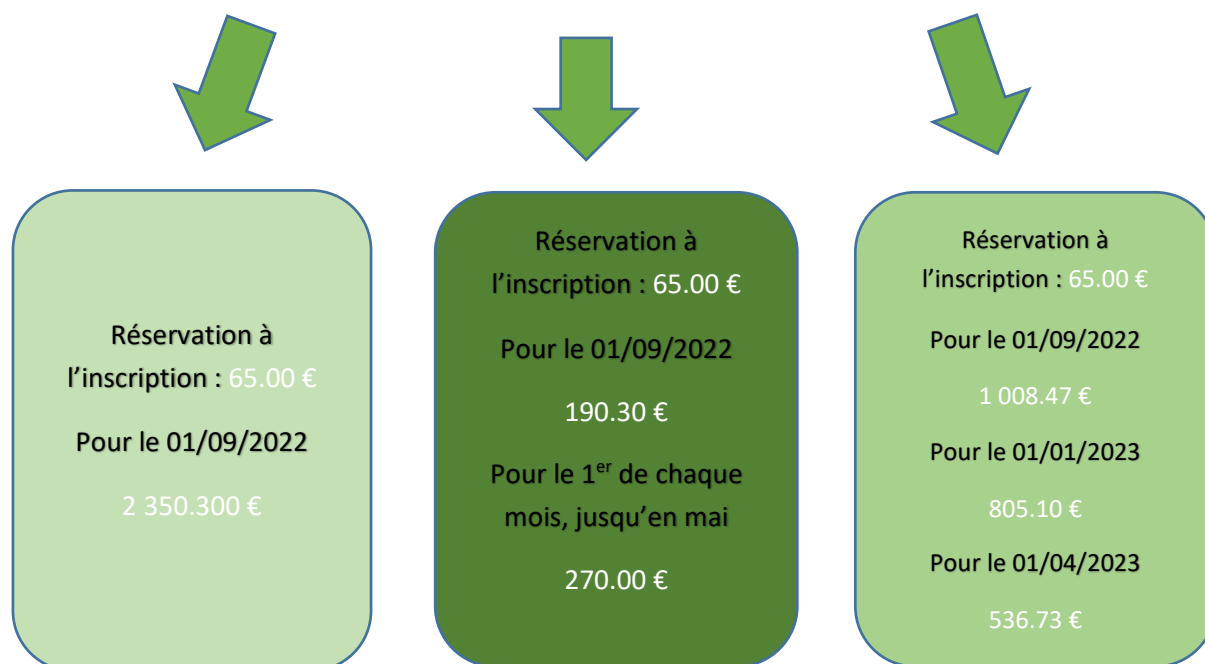 Réservation à
l’inscription : 65.00 €
Pour le 01/09/2022
2 350.300 €
Réservation à
l’inscription : 65.00 €
Pour le 01/09/2022
190.30 €
Pour le 1er de chaque
mois, jusqu’en mai
270.00 €
Réservation à
l’inscription : 65.00 €
Pour le 01/09/2022
1 008.47 €
Pour le 01/01/2023
805.10 €
Pour le 01/04/2023
536.73 €